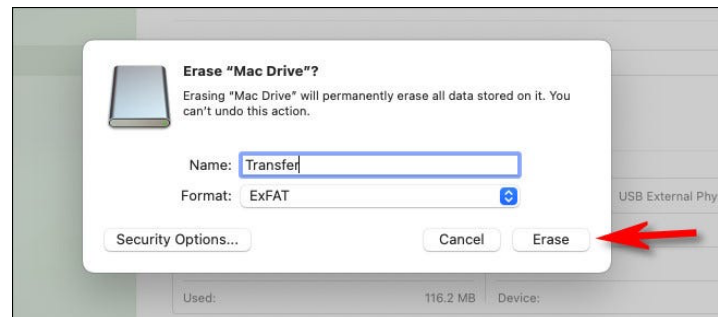 Erase “Mac Drive”?
Erasing “Mac Drive” will permanently erase all data stored on it. You
can’t undo this action.
Name: Transfer
Format: ExFAT
USB External Phy
Security Options... Cancel Erase
Used: 116.2 MB Device: